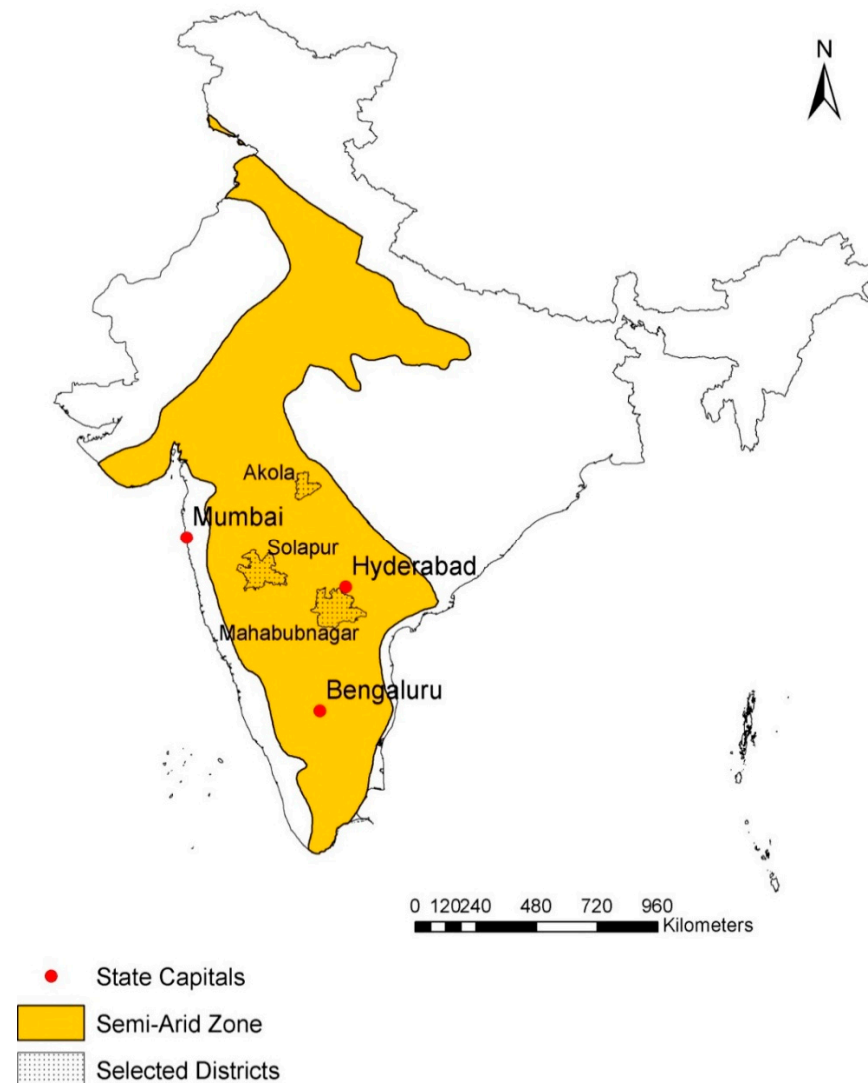 N
Akola
Mumbai
Solapur
Hyderabad
Mahabubnagar
Bengaluru
0 120240 480 720 960
Kilometers
State Capitals
Semi-Arid Zone
Selected Districts